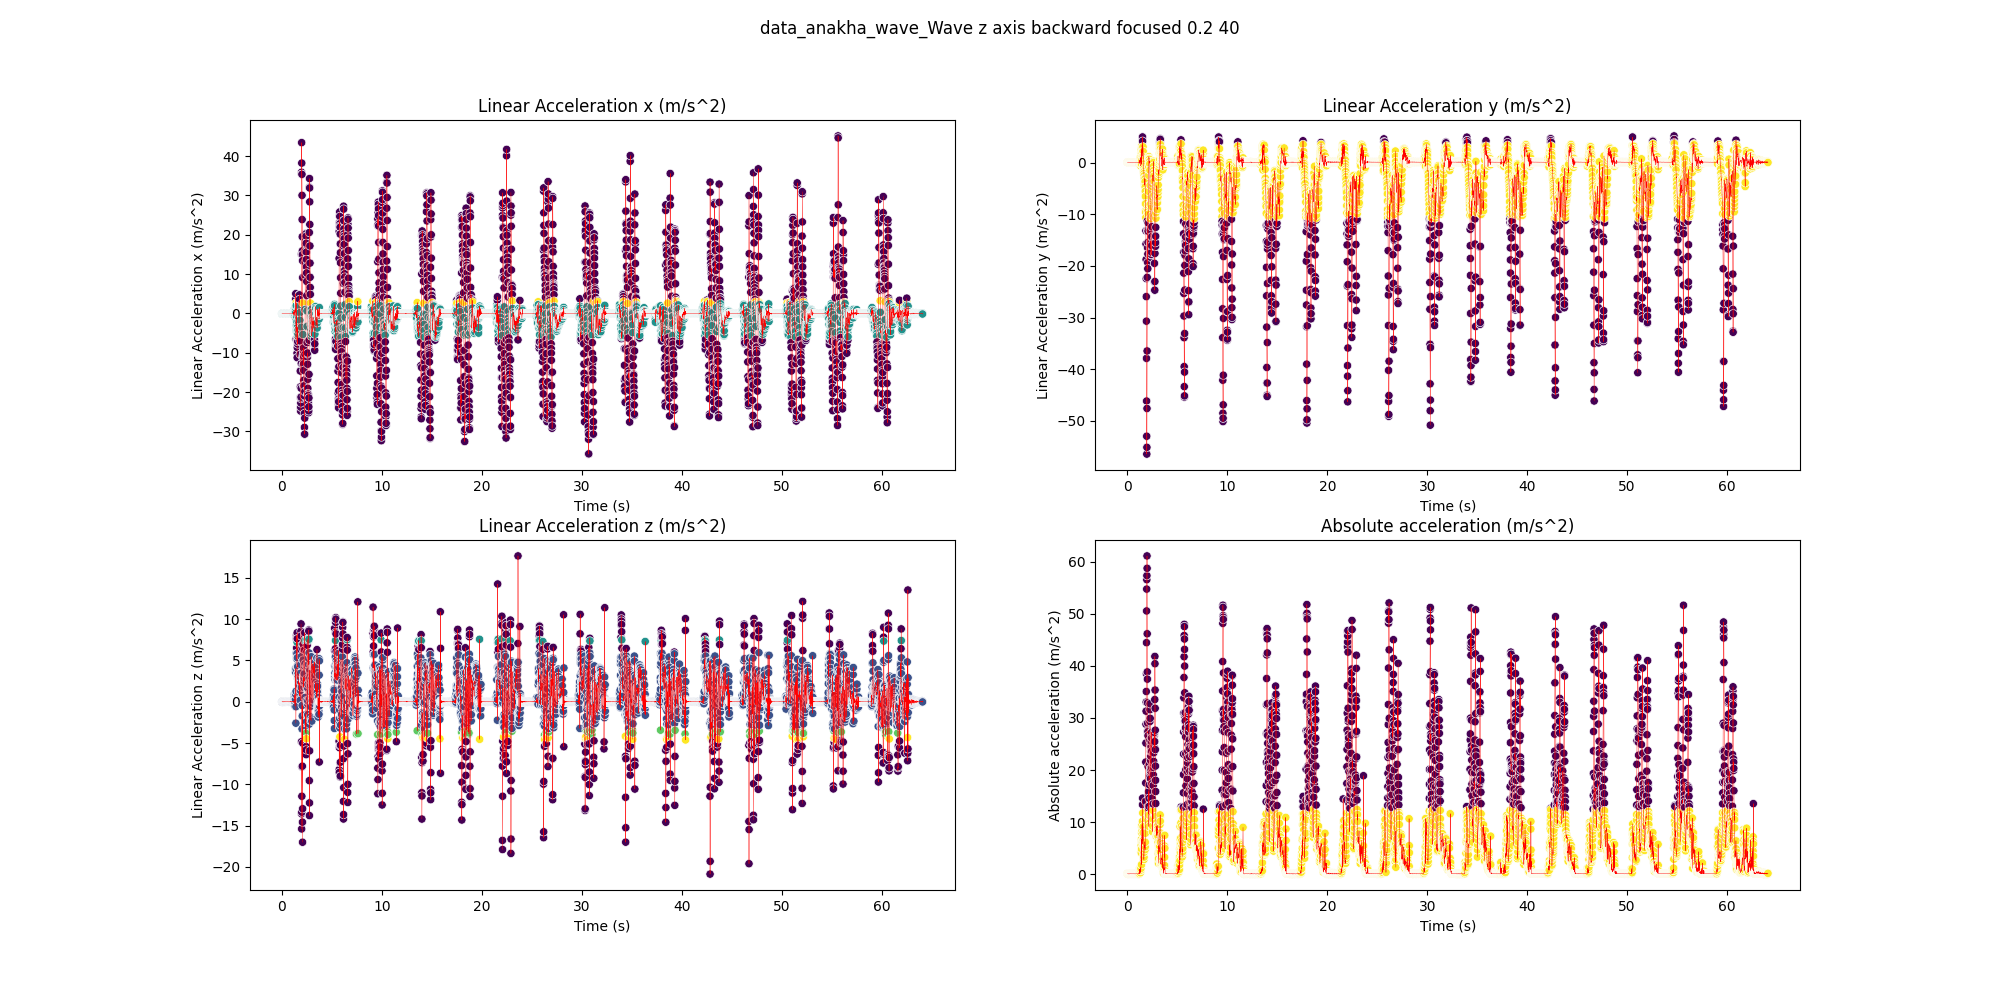 data_anakha_wave_Wave z axis backward focused 0.2 40
Linear Acceleration x (m/s^2)
Linear Acceleration x (m/s^2)
40
30
20
10
0
−10
−20
−30
0 10 20 30 40 50 60
Time (s)
Linear Acceleration y (m/s^2)
Linear Acceleration y (m/s^2)
0
−10
−20
−30
−40
−50
0 10 20 30 40 50 60
Time (s)
Linear Acceleration z (m/s^2)
Linear Acceleration z (m/s^2)
15
10
5
0
−5
−10
−15
−20
0 10 20 30 40 50 60
Time (s)
Absolute acceleration (m/s^2)
Absolute acceleration (m/s^2)
60
50
40
30
20
10
0
0 10 20 30 40 50 60
Time (s)